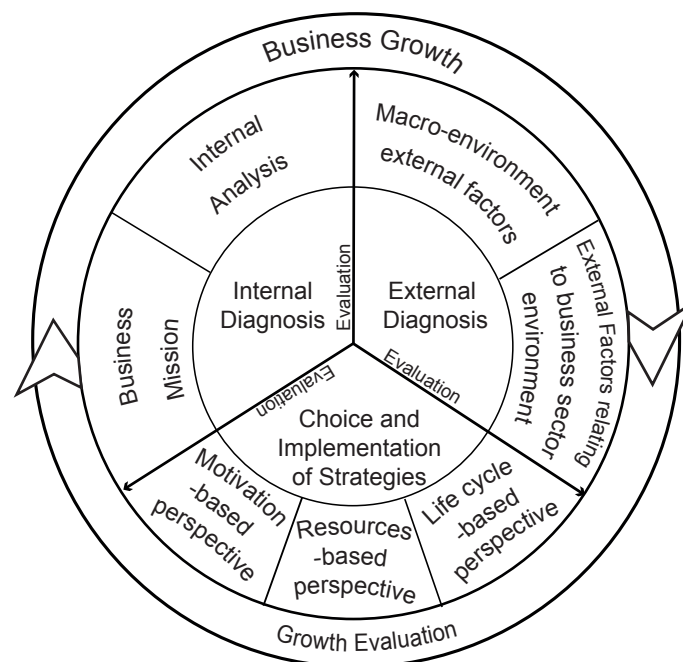 Business Growth
Internal
Analysis
Macro-environment
external factors
Business
Mission
Internal
Diagnosis
Evaluation
External
Diagnosis
External Factors relating
to business sector
environment
Evaluation
Evaluation
Choice and
Implementation
of Strategies
Motivation
-based
perspective
Resources
-based
perspective
Life cycle
-based
perspective
Growth Evaluation